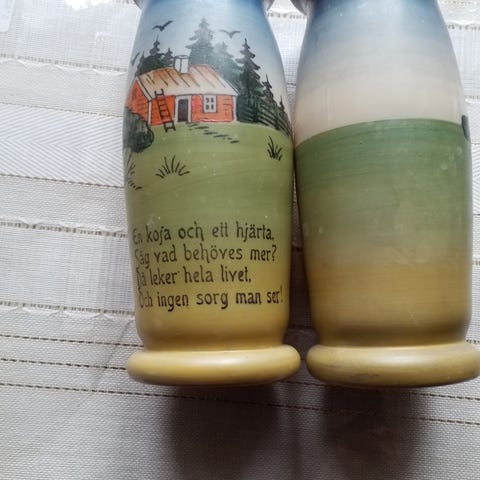 En koja och ett hjärta,
Säg vad behöves mer?
Då leker hela livet,
Och ingen sorg man ser!